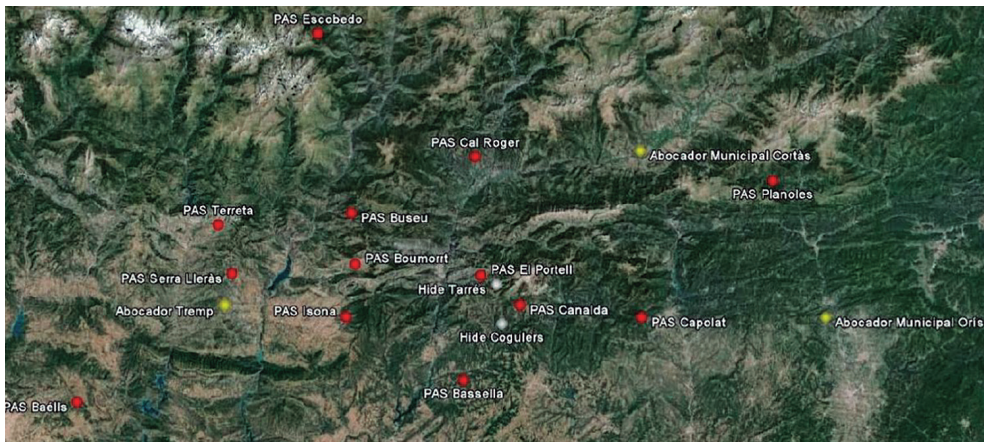 PAS Escobedo
PAS Cal Roger
Abocador Municipal Cortàs
PAS Planoles
PAS Terreta
PAS Buseu
PAS Boumort
PAS El Portell
PAS Serra Lleràs
Hide Tarrés
Abocador Tremp
PAS Isona
PAS Canalda
PAS Capolat
Abocador Municipal Orís
Hide Cogulers
PAS Bassella
PAS Baélls